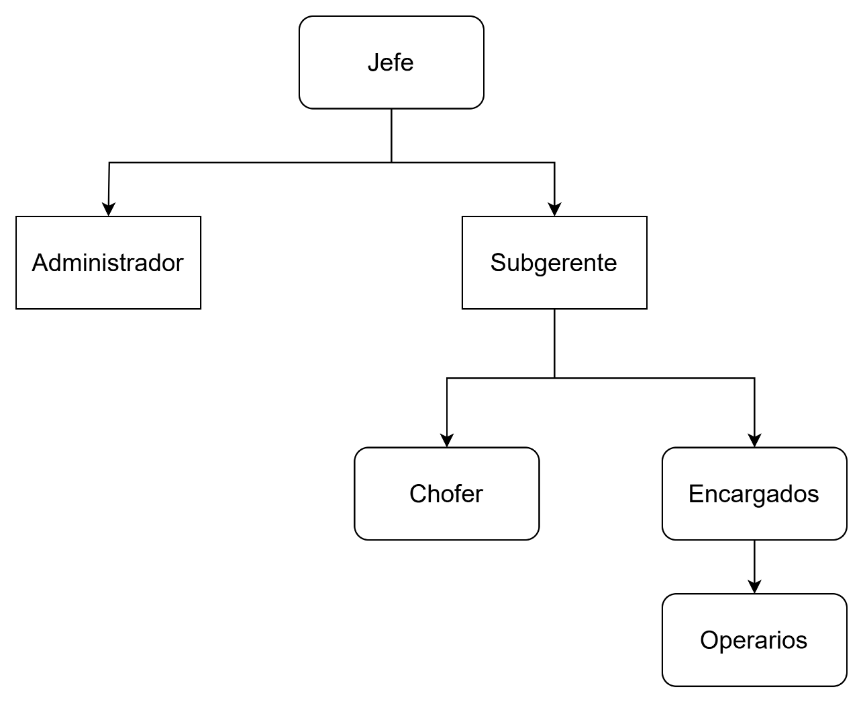 Jefe
Administrador
Subgerente
Chofer
Encargados
Operarios